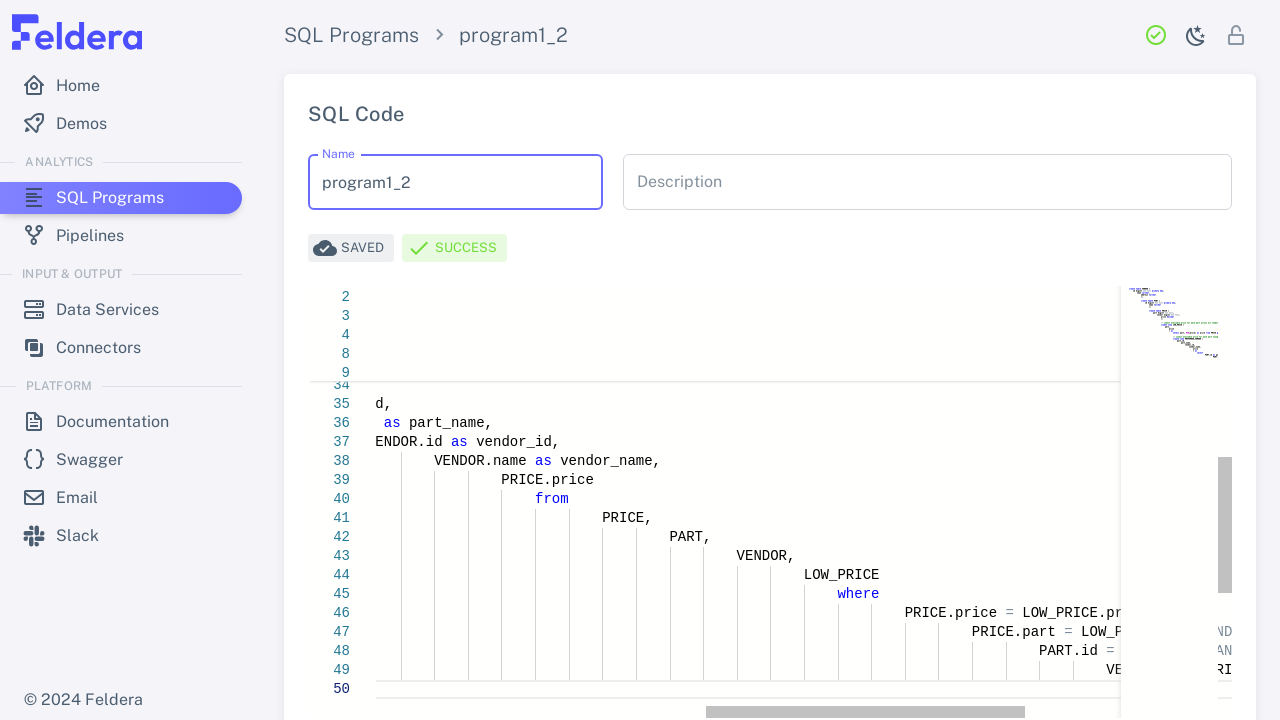 Feldera
SQL Programs
program1_2
Home
Demos
ANALYTICS
SQL Programs
Pipelines
INPUT & OUTPUT
Data Services
Connectors
PLATFORM
Documentation
Swagger
Email
Slack
© 2024 Feldera
SQL Code
Name
program1_2
Description
SAVED
SUCCESS
2
3
4
8
9
34
35 d,
36 as part_name,
37 ENDOR.id as vendor_id,
38 VENDOR.name as vendor_name,
39 PRICE.price
40 from
41 PRICE,
42 PART,
43 VENDOR,
44 LOW_PRICE
45 where
46 PRICE.price = LOW_PRICE.pr
47 PRICE.part = LOW_P ND
48 PART.id = AN
49 VE RI
50